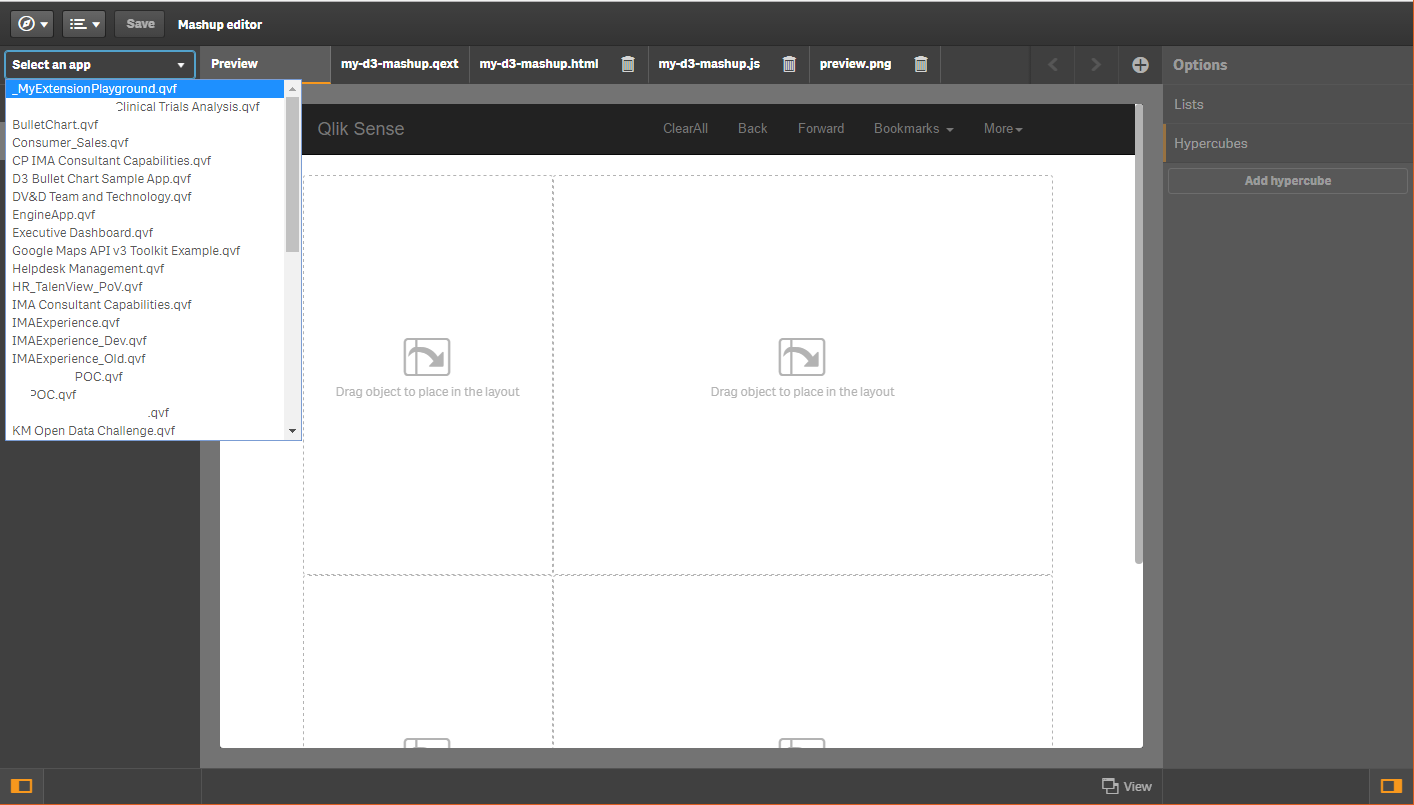 Save
Mashup editor
Select an app
Preview
my-d3-mashup.qext
my-d3-mashup.html
my-d3-mashup.js
preview.png
Options
_MyExtensionPlayground.qvf
Clinical Trials Analysis.qvf
BulletChart.qvf
Consumer_Sales.qvf
CP IMA Consultant Capabilities.qvf
D3 Bullet Chart Sample App.qvf
DV&D Team and Technology.qvf
EngineApp.qvf
Executive Dashboard.qvf
Google Maps API v3 Toolkit Example.qvf
Helpdesk Management.qvf
HR_TalenView_PoV.qvf
IMA Consultant Capabilities.qvf
IMAExperience.qvf
IMAExperience_Dev.qvf
IMAExperience_Old.qvf
POC.qvf
POC.qvf
.qvf
KM Open Data Challenge.qvf
Qlik Sense
ClearAll
Back
Forward
Bookmarks
More
Drag object to place in the layout
Drag object to place in the layout
Lists
Hypercubes
Add hypercube
View